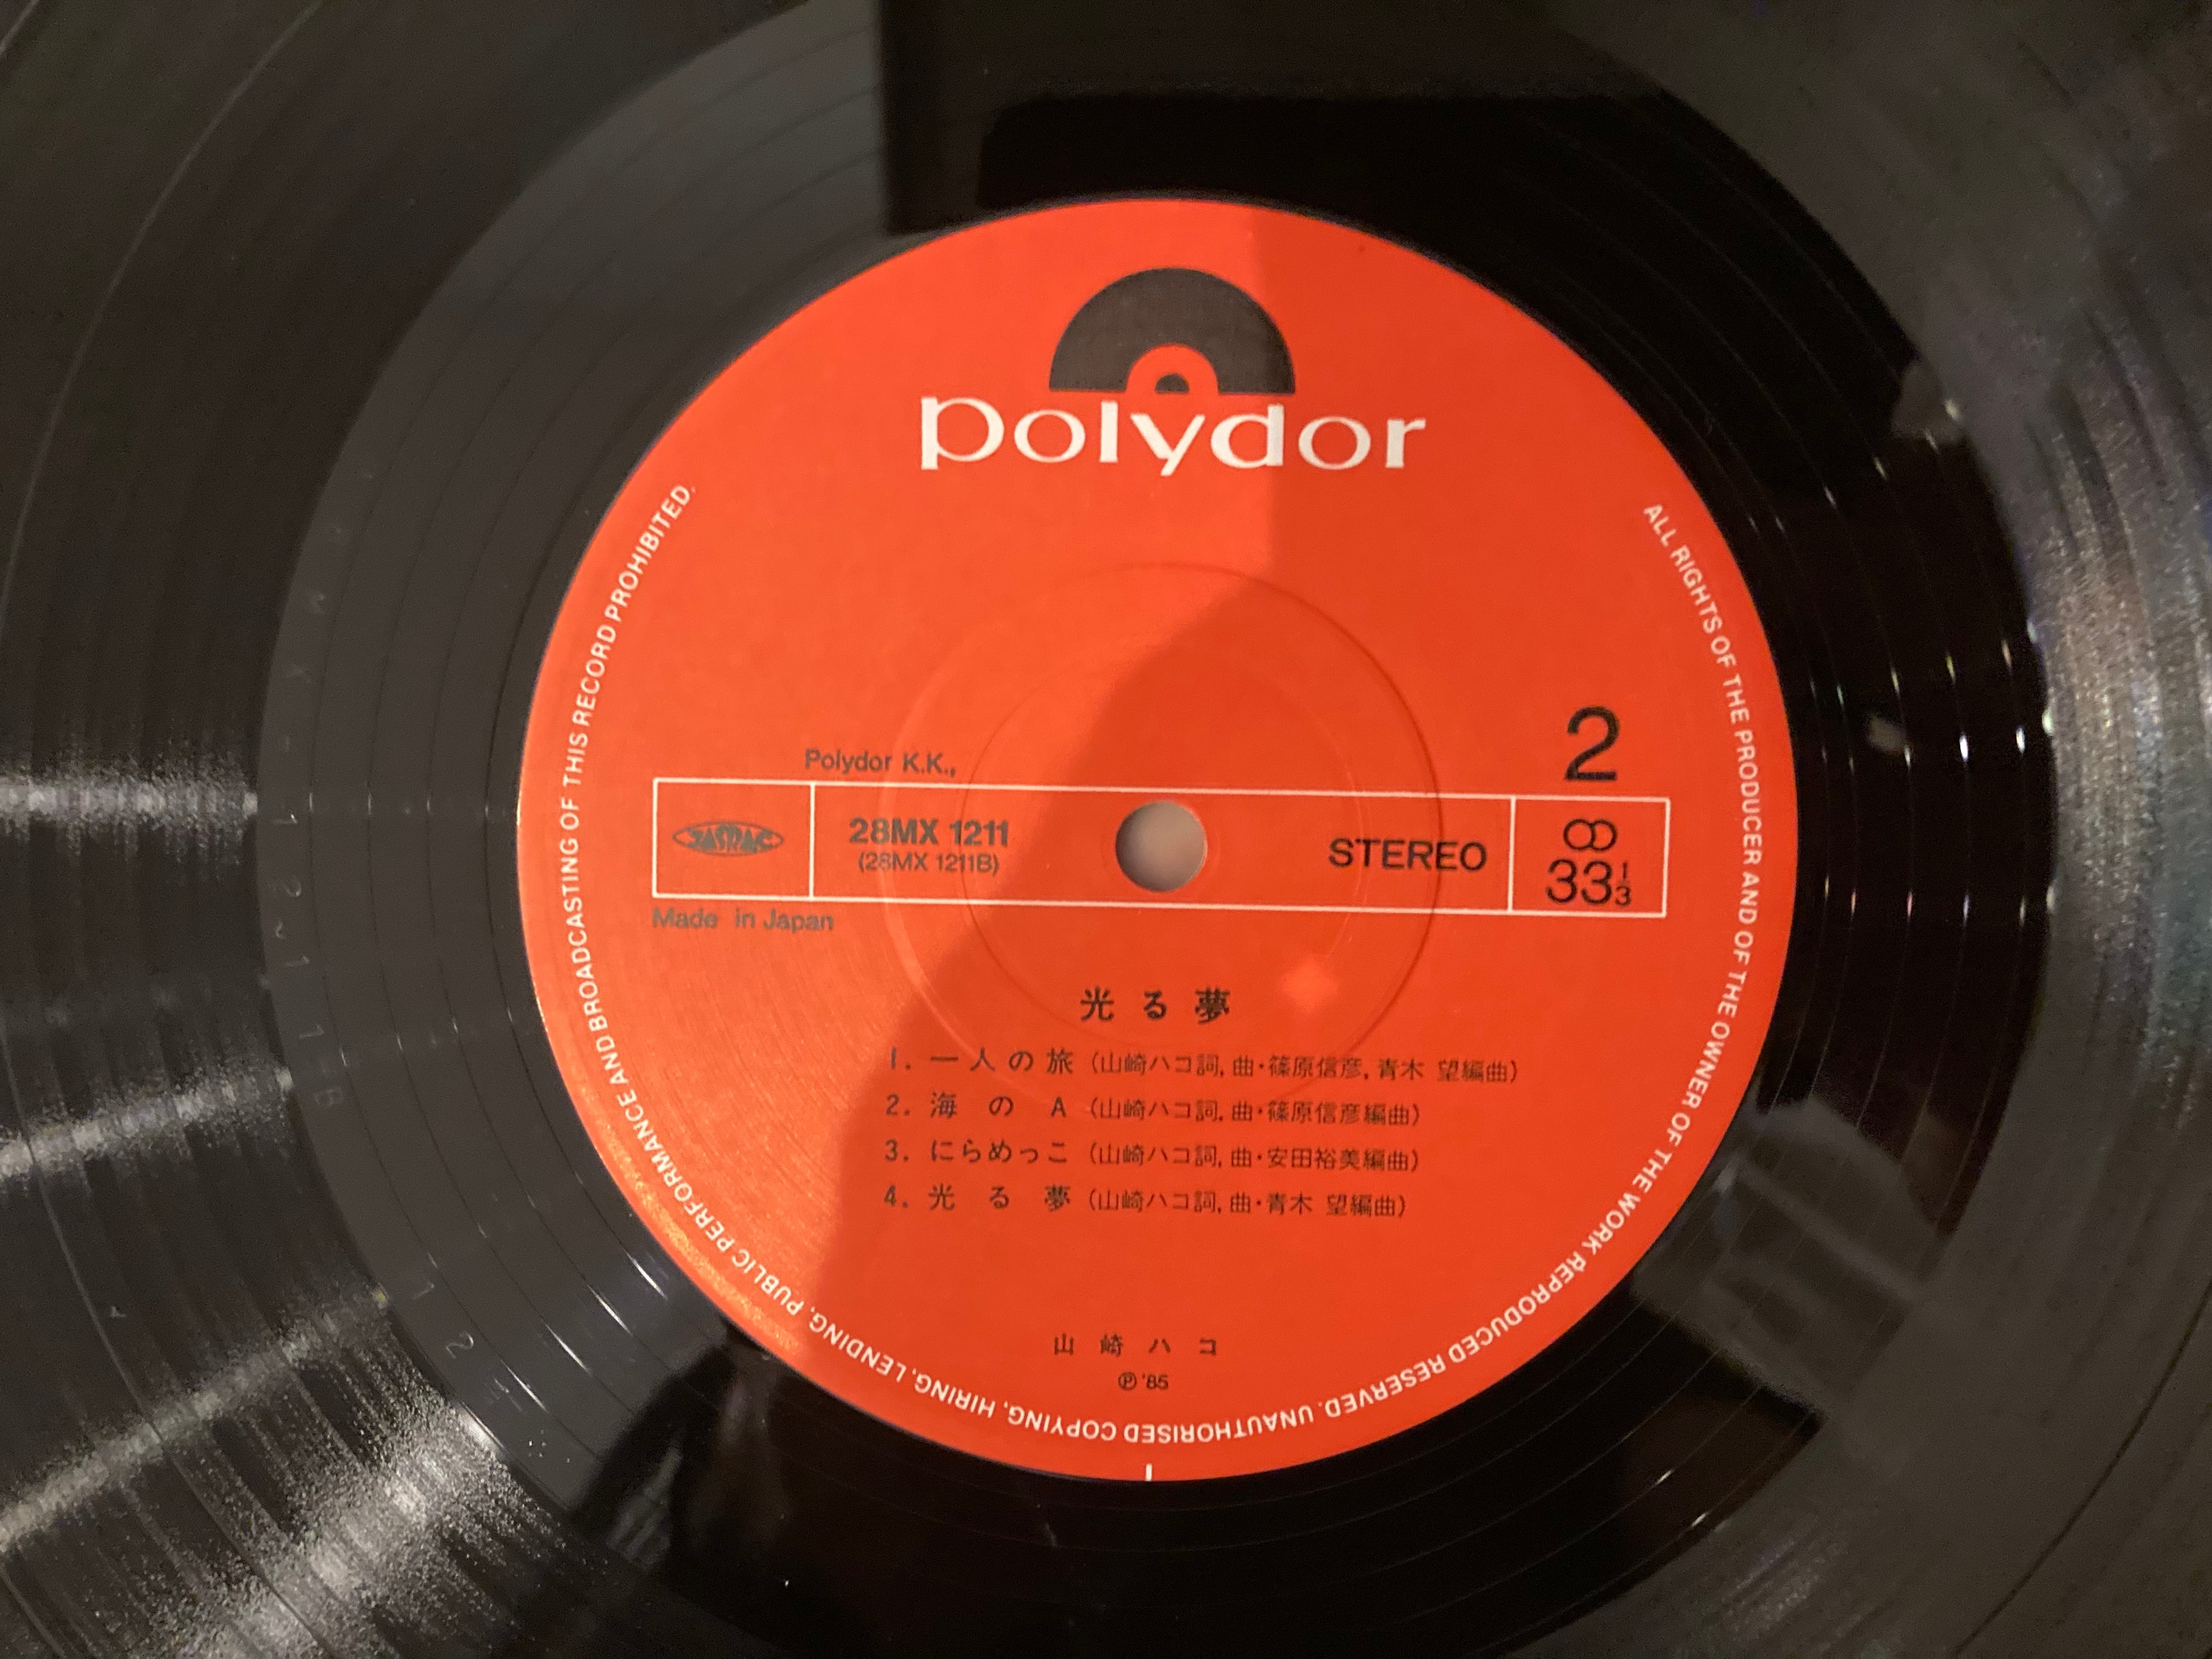 polydor
ALL RIGHTS OF THE PRODUCER AND OF THE OWNER OF THE WORK REPRODUCED RESERVED. UNAUTHORISED COPYING, HIRING, LENDING, PUBLIC PERFORMANCE AND BROADCASTING OF THIS RECORD PROHIBITED.
2
Polydor K.K.,
JASRAC
28MX 1211
(28MX 1211B)
STEREO
33 1/3
Made in Japan
光る夢
1. 一人の旅 (山崎ハコ詞, 曲・篠原信彦, 青木 望編曲)
2. 海のA (山崎ハコ詞, 曲・篠原信彦編曲)
3. にらめっこ (山崎ハコ詞, 曲・安田裕美編曲)
4. 光る夢 (山崎ハコ詞, 曲・青木 望編曲)
山崎ハコ
Ⓟ '85